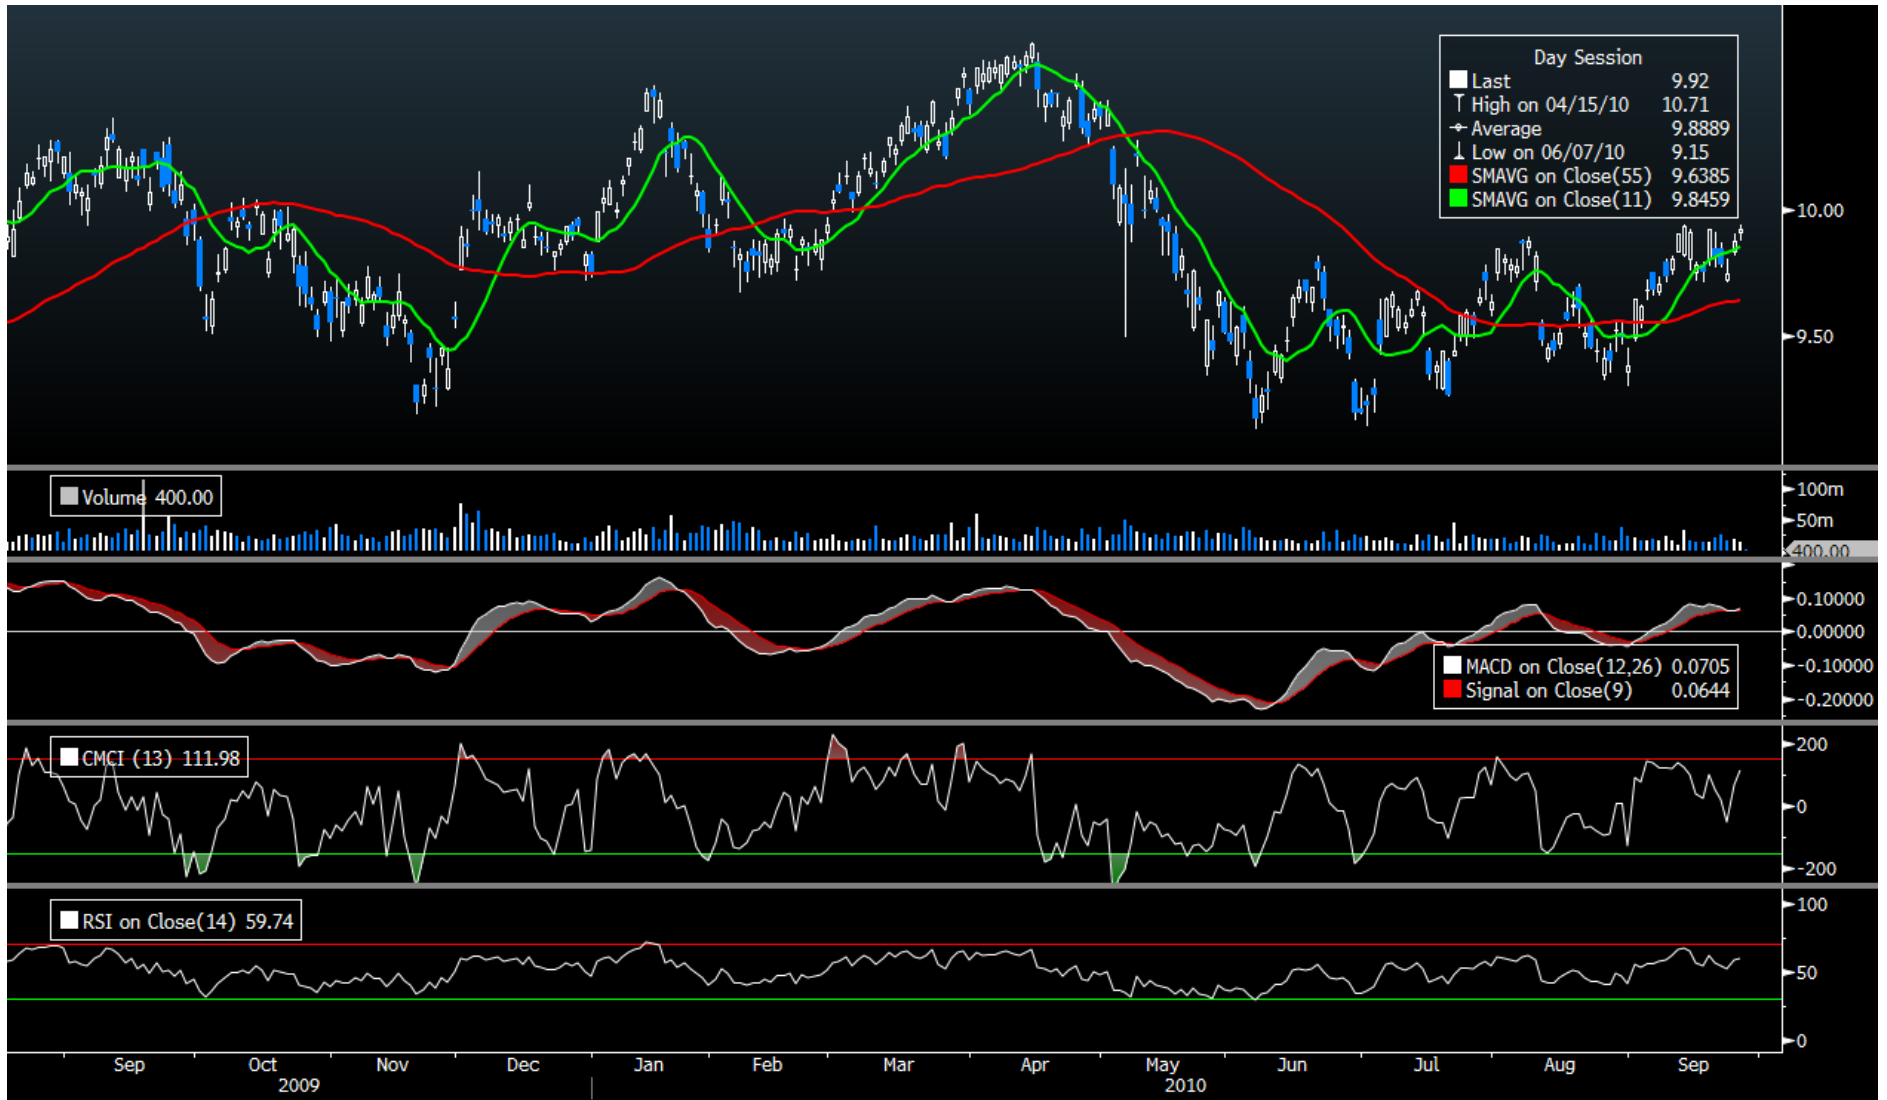 Day Session
Last 9.92
High on 04/15/10 10.71
Average 9.8889
Low on 06/07/10 9.15
SMAVG on Close(55) 9.6385
SMAVG on Close(11) 9.8459
10.00
9.50
Volume 400.00
100m
50m
400.00
0.10000
0.00000
-0.10000
-0.20000
MACD on Close(12,26) 0.0705
Signal on Close(9) 0.0644
CMCI (13) 111.98
200
0
-200
RSI on Close(14) 59.74
100
50
0
Sep Oct Nov Dec Jan Feb Mar Apr May Jun Jul Aug Sep
2009 2010